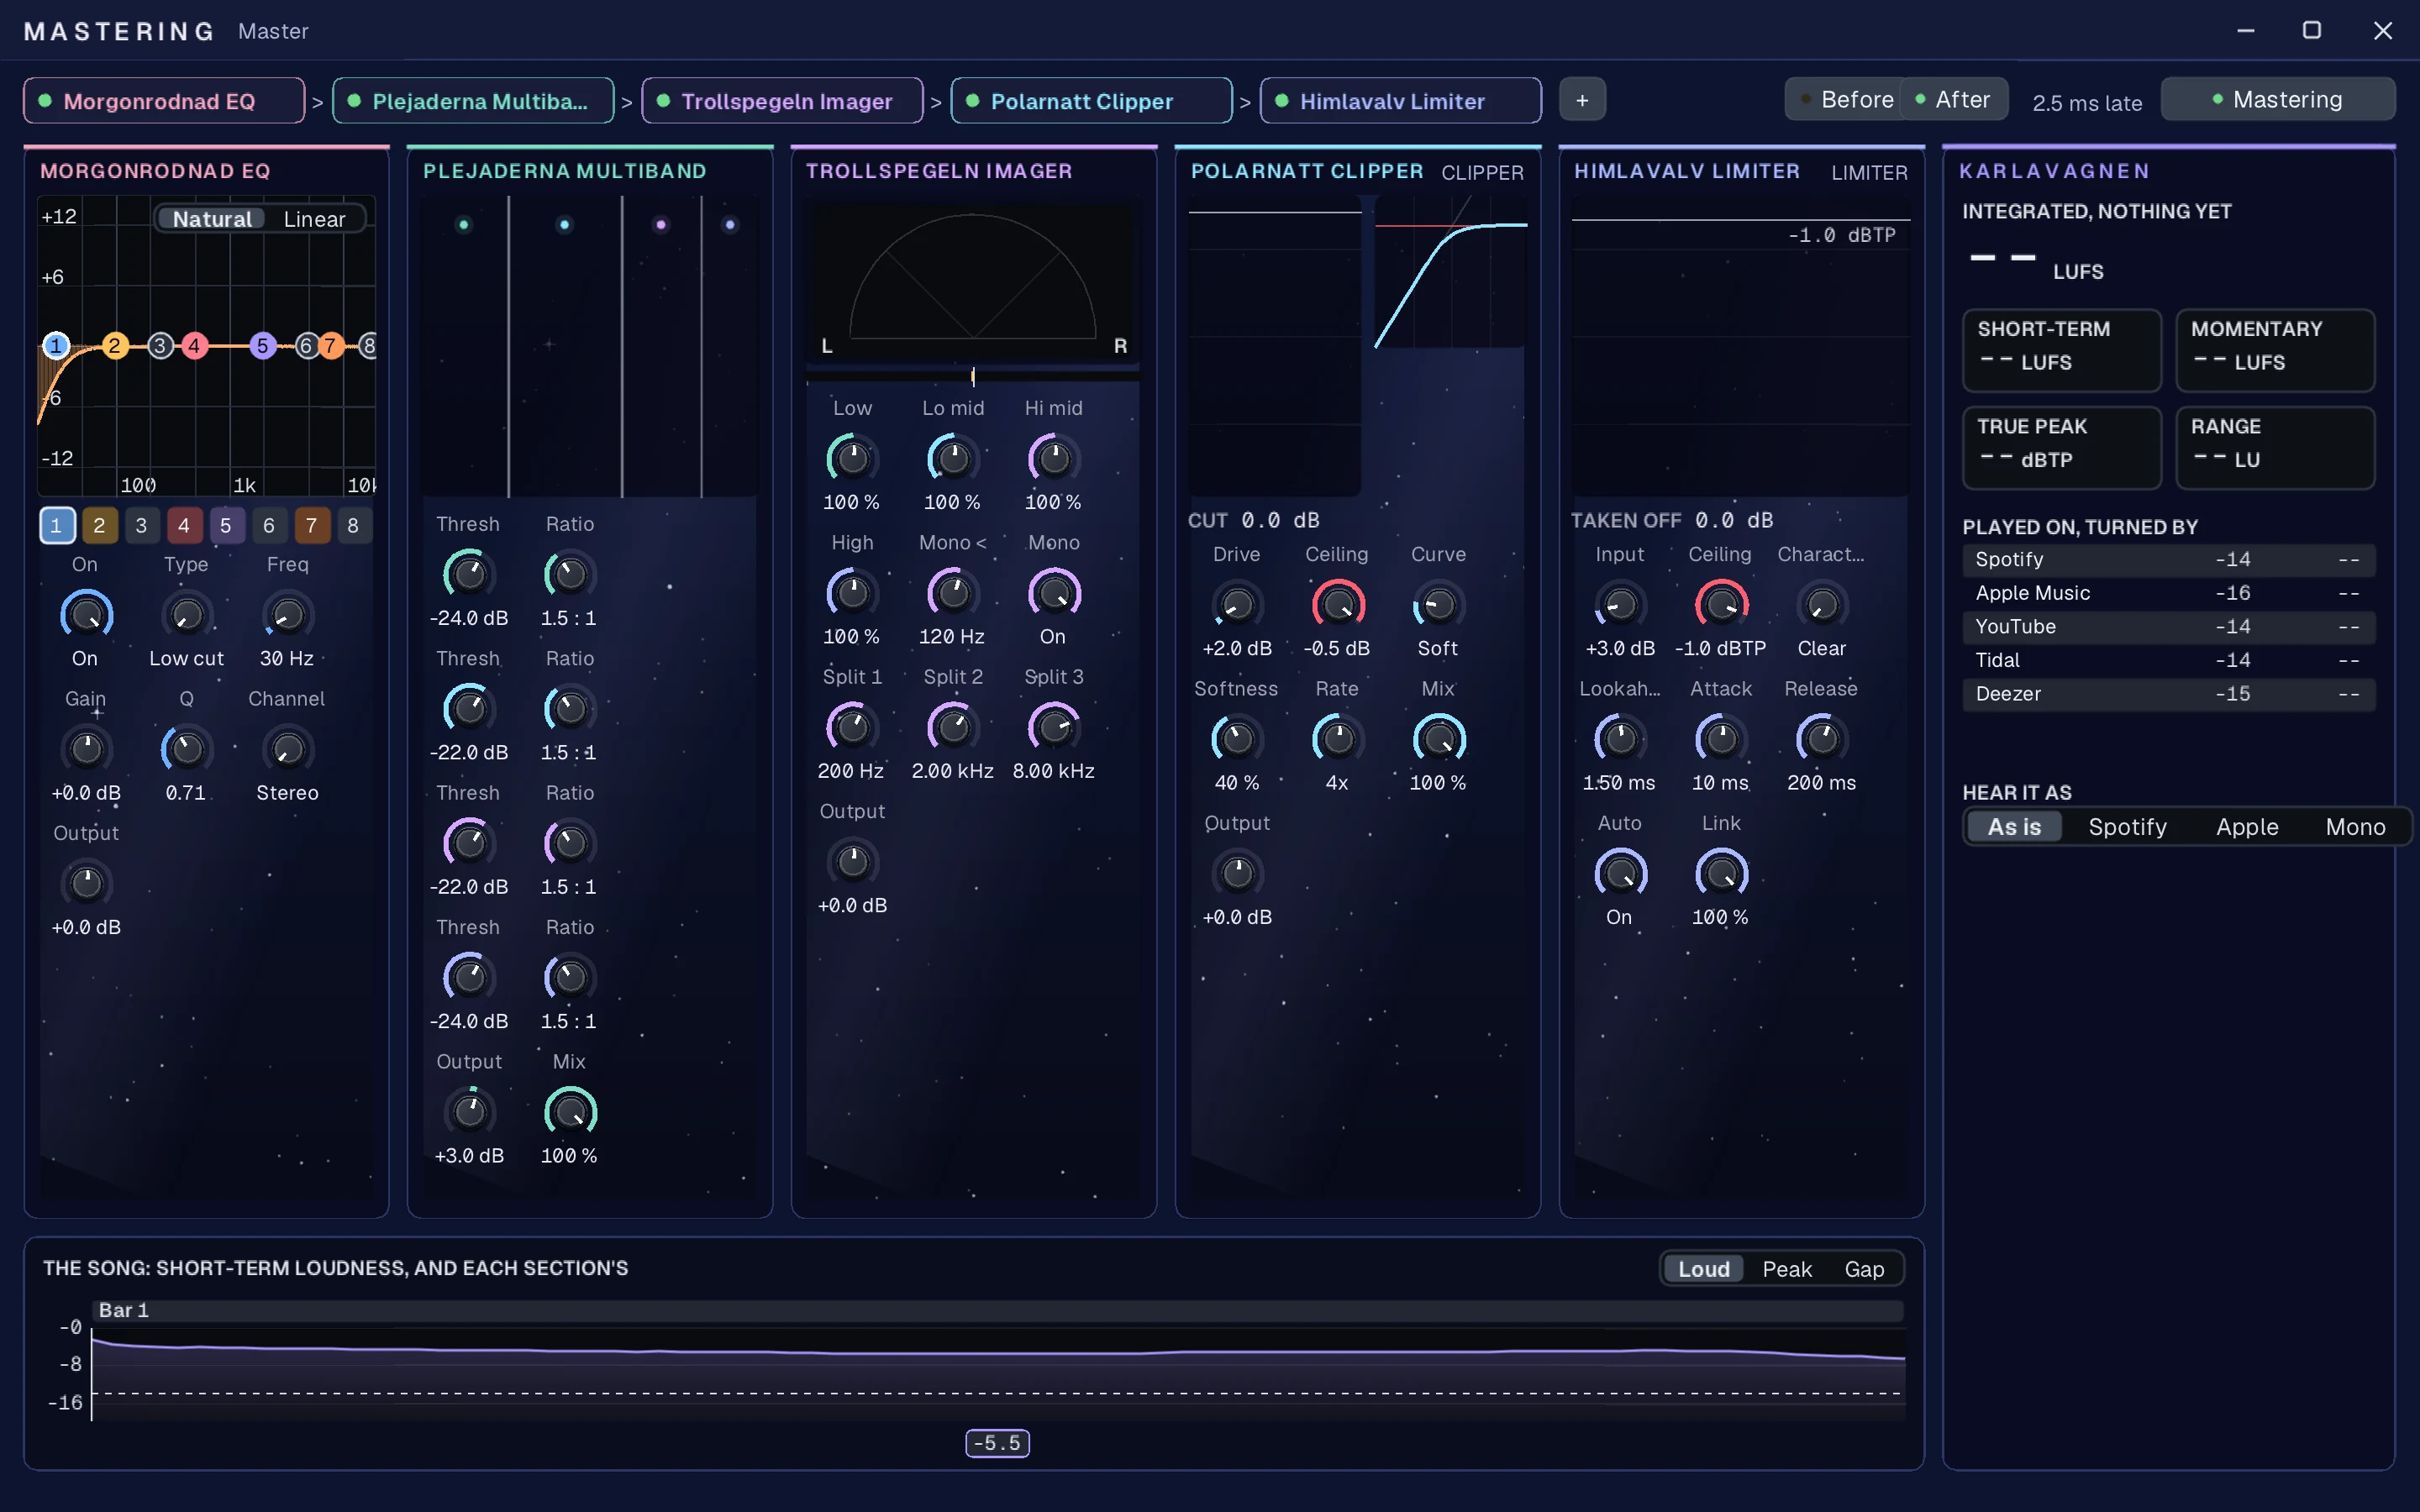 MASTERING Master
Morgonrodnad EQ > Plejaderna Multiba... > Trollspegeln Imager > Polarnatt Clipper > Himlavalv Limiter + Before After 2.5 ms late Mastering
MORGONRODNAD EQ
Natural Linear
+12
+6
1 2 3 4 5 6 7 8
-6
-12
100 1k 10k
1 2 3 4 5 6 7 8
On Type Freq
On Low cut 30 Hz
Gain Q Channel
+0.0 dB 0.71 Stereo
Output
+0.0 dB
PLEJADERNA MULTIBAND
Thresh Ratio
-24.0 dB 1.5 : 1
Thresh Ratio
-22.0 dB 1.5 : 1
Thresh Ratio
-22.0 dB 1.5 : 1
Thresh Ratio
-24.0 dB 1.5 : 1
Output Mix
+3.0 dB 100 %
TROLLSPEGELN IMAGER
L R
Low Lo mid Hi mid
100 % 100 % 100 %
High Mono < Mono
100 % 120 Hz On
Split 1 Split 2 Split 3
200 Hz 2.00 kHz 8.00 kHz
Output
+0.0 dB
POLARNATT CLIPPER CLIPPER
CUT 0.0 dB
Drive Ceiling Curve
+2.0 dB -0.5 dB Soft
Softness Rate Mix
40 % 4x 100 %
Output
+0.0 dB
HIMLAVALV LIMITER LIMITER
-1.0 dBTP
TAKEN OFF 0.0 dB
Input Ceiling Charact...
+3.0 dB -1.0 dBTP Clear
Lookah... Attack Release
1.50 ms 10 ms 200 ms
Auto Link
On 100 %
KARLAVAGNEN
INTEGRATED, NOTHING YET
-- LUFS
SHORT-TERM
-- LUFS
MOMENTARY
-- LUFS
TRUE PEAK
-- dBTP
RANGE
-- LU
PLAYED ON, TURNED BY
Spotify -14 --
Apple Music -16 --
YouTube -14 --
Tidal -14 --
Deezer -15 --
HEAR IT AS
As is Spotify Apple Mono
THE SONG: SHORT-TERM LOUDNESS, AND EACH SECTION'S
Loud Peak Gap
Bar 1
-0
-8
-16
-5.5